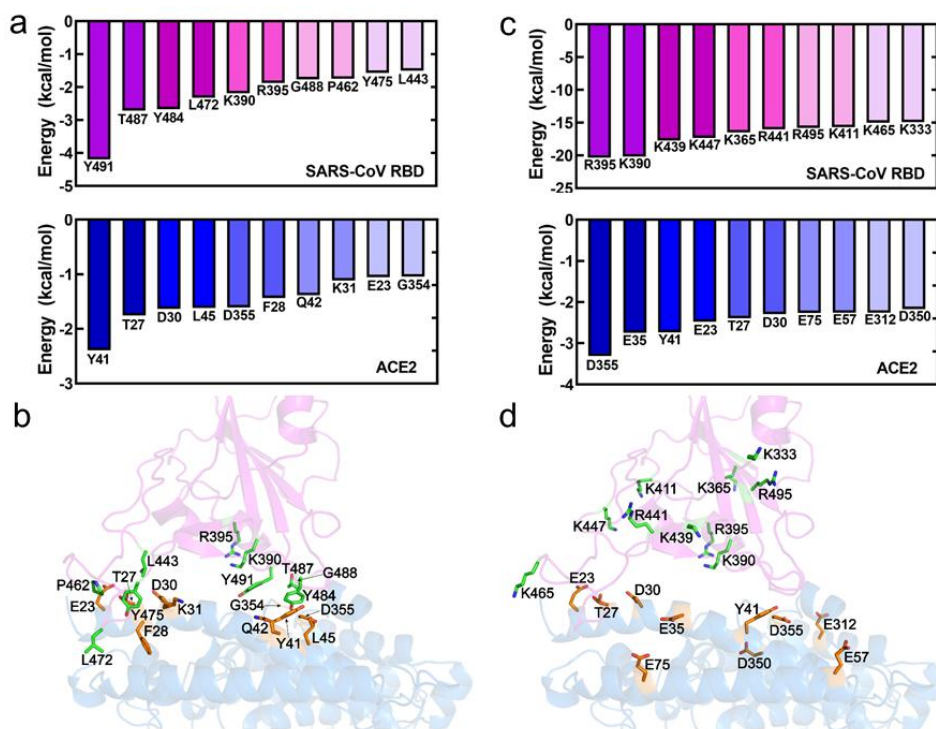 a
Energy (kcal/mol)
0
-1
-2
-3
-4
-5
Y491
T487
Y484
L472
K390
R395
G488
P462
Y475
L443
SARS-CoV RBD
Energy (kcal/mol)
0
-1
-2
-3
Y41
T27
D30
L45
D355
F28
Q42
K31
E23
G354
ACE2
c
Energy (kcal/mol)
0
-5
-10
-15
-20
-25
R395
K390
K439
K447
K365
R441
R495
K411
K465
K333
SARS-CoV RBD
Energy (kcal/mol)
0
-1
-2
-3
-4
D355
E35
Y41
E23
T27
D30
E75
E57
E312
D350
ACE2
b
R395
L443
K390
T487
G488
P462
T27
D30
Y491
Y484
E23
Y475
K31
G354
D355
F28
Q42
Y41
L45
L472
d
K333
K411
K365
R495
K447
R441
K439
R395
K390
K465
E23
D30
T27
Y41
E35
D355
E312
E75
D350
E57